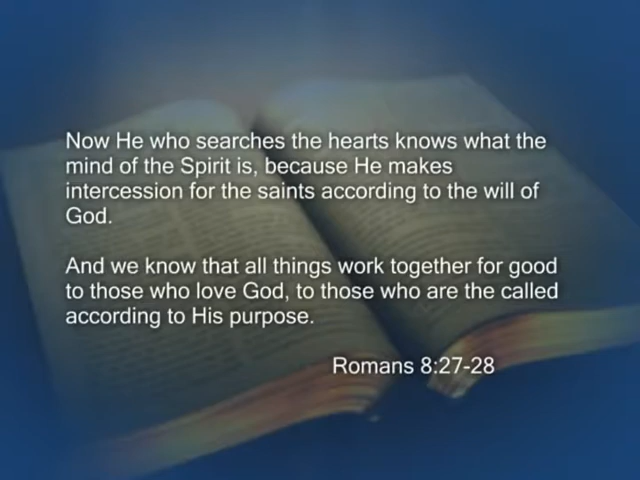 Now He who searches the hearts knows what the
mind of the Spirit is, because He makes
intercession for the saints according to the will of
God.
And we know that all things work together for good
to those who love God, to those who are the called
according to His purpose.
Romans 8:27-28